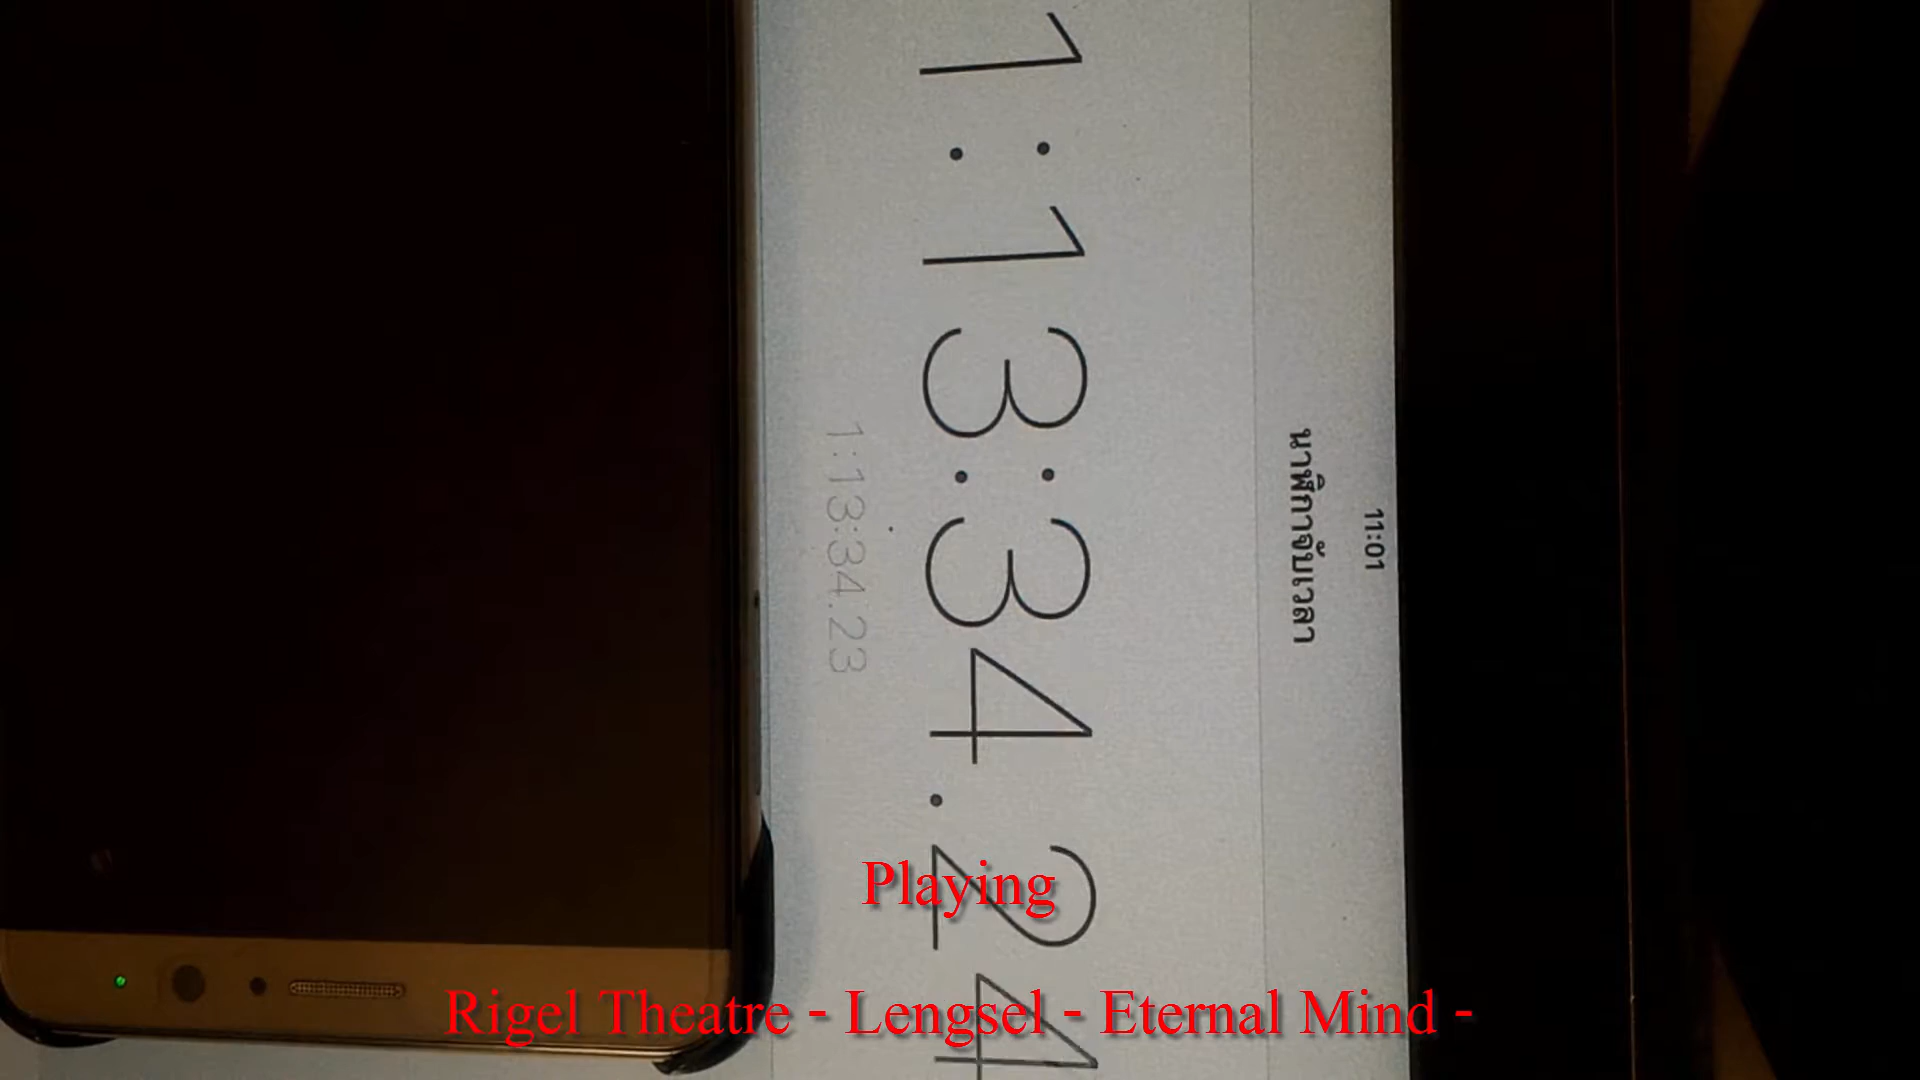 11:01
นาฬิกาจับเวลา
1:13:34.24
1:13:34.23
Playing
Rigel Theatre - Lengsel - Eternal Mind -